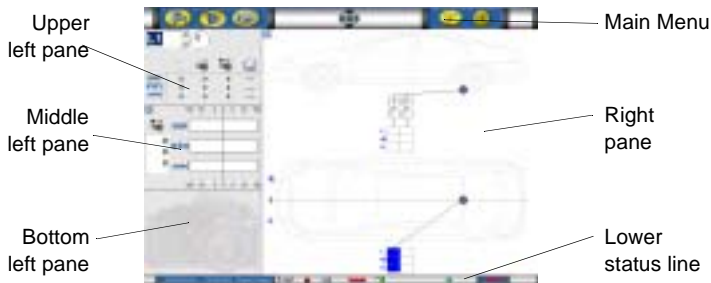 Upper
left pane
Middle
left pane
Bottom
left pane
Main Menu
Right
pane
Lower
status line